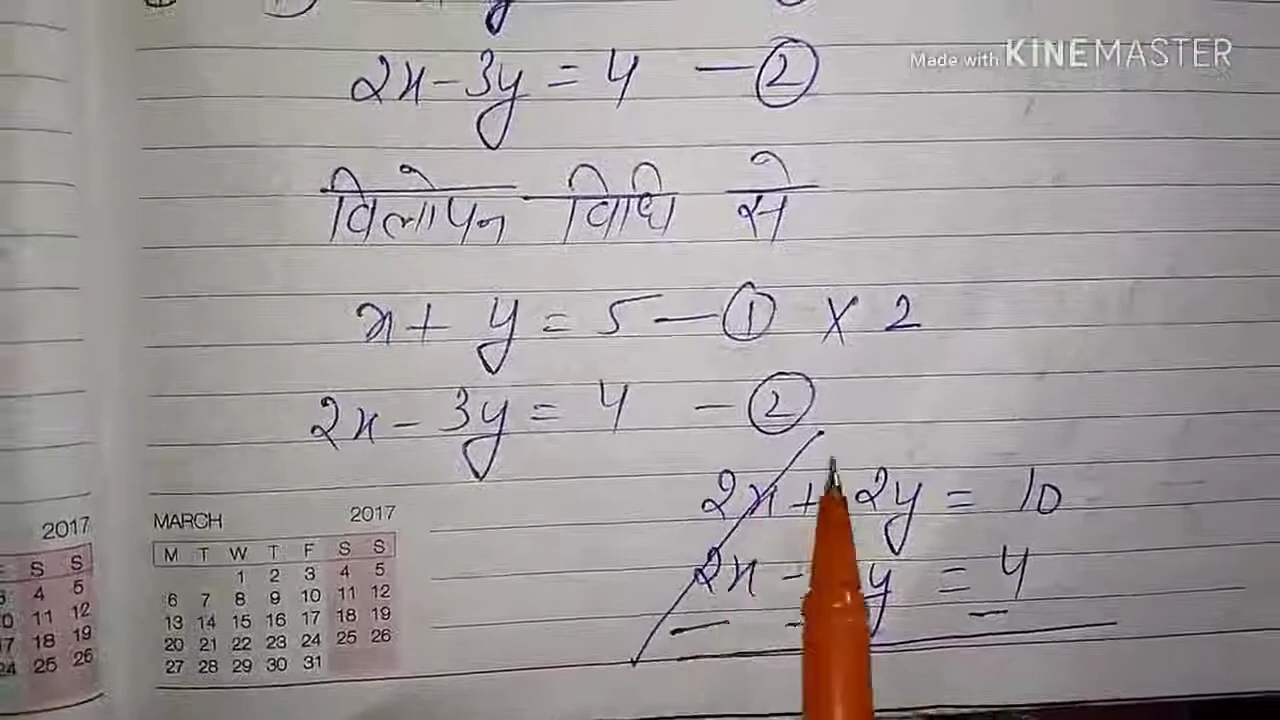 Made with KINEMASTER
2x - 3y = 4 — ②
विलोपन विधि से
x + y = 5 — ① × 2
2x - 3y = 4 — ②
2x + 2y = 10
2x - y = 4
2017
S S
4 5
11 12
18 19
25 26
MARCH 2017
M T W T F S S
1 2 3 4 5
6 7 8 9 10 11 12
13 14 15 16 17 18 19
20 21 22 23 24 25 26
27 28 29 30 31